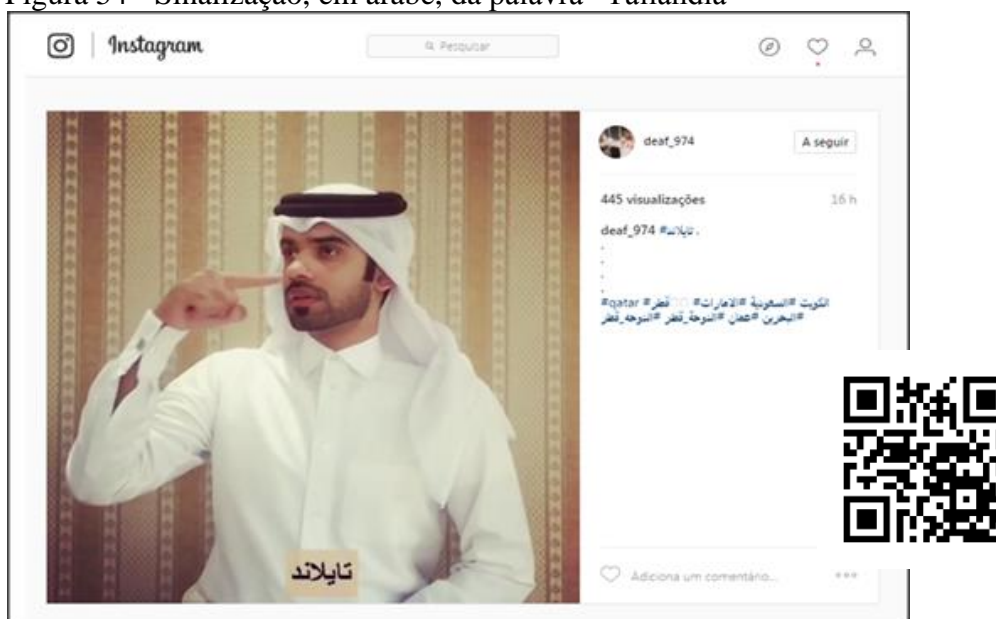 Figura 34 - Sinalização, em árabe, da palavra "Tailândia"
Instagram
Pesquisar
deaf_974
A seguir
445 visualizações
16 h
deaf_974 #تايلاند .
.
.
.
.
#qatar #قطر #الامارات #السعودية #الكويت
#البحرين #عمان #الدوحة_قطر #الدوحه_قطر
تايلاند
Adiciona um comentário...